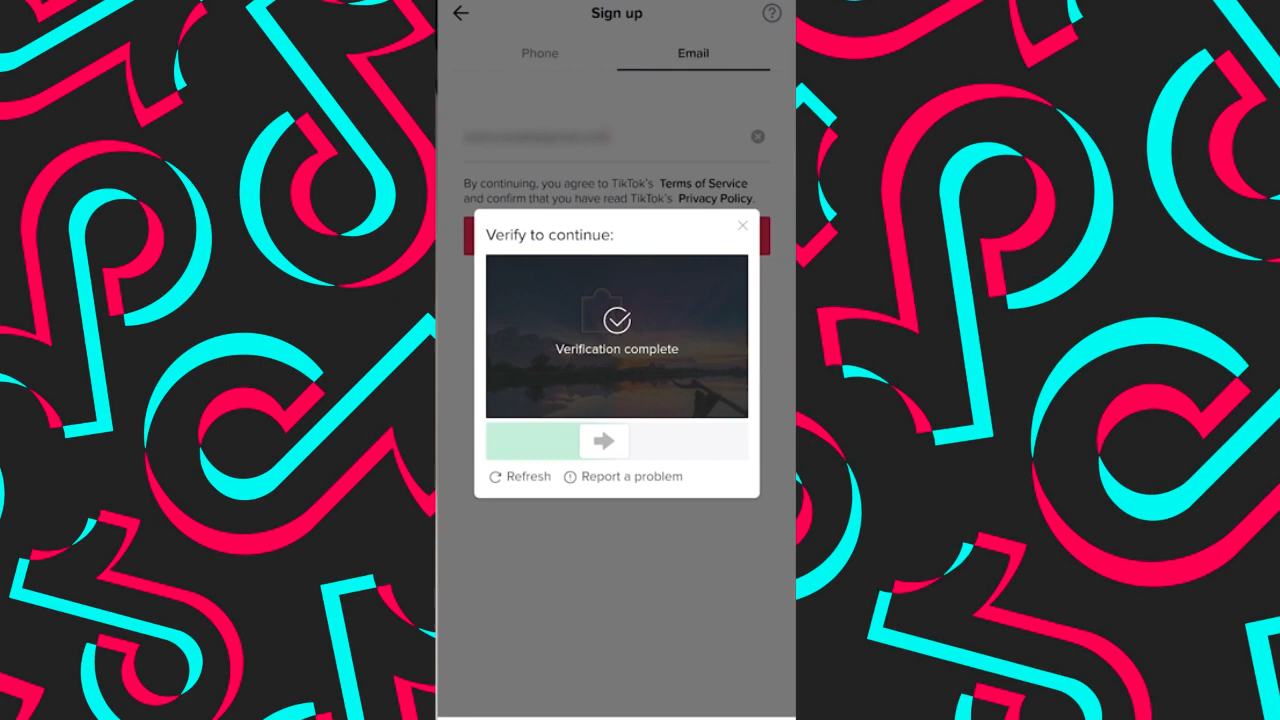 Sign up
Phone
Email
By continuing, you agree to TikTok's Terms of Service
and confirm that you have read TikTok's Privacy Policy.
Verify to continue:
Verification complete
Refresh
Report a problem